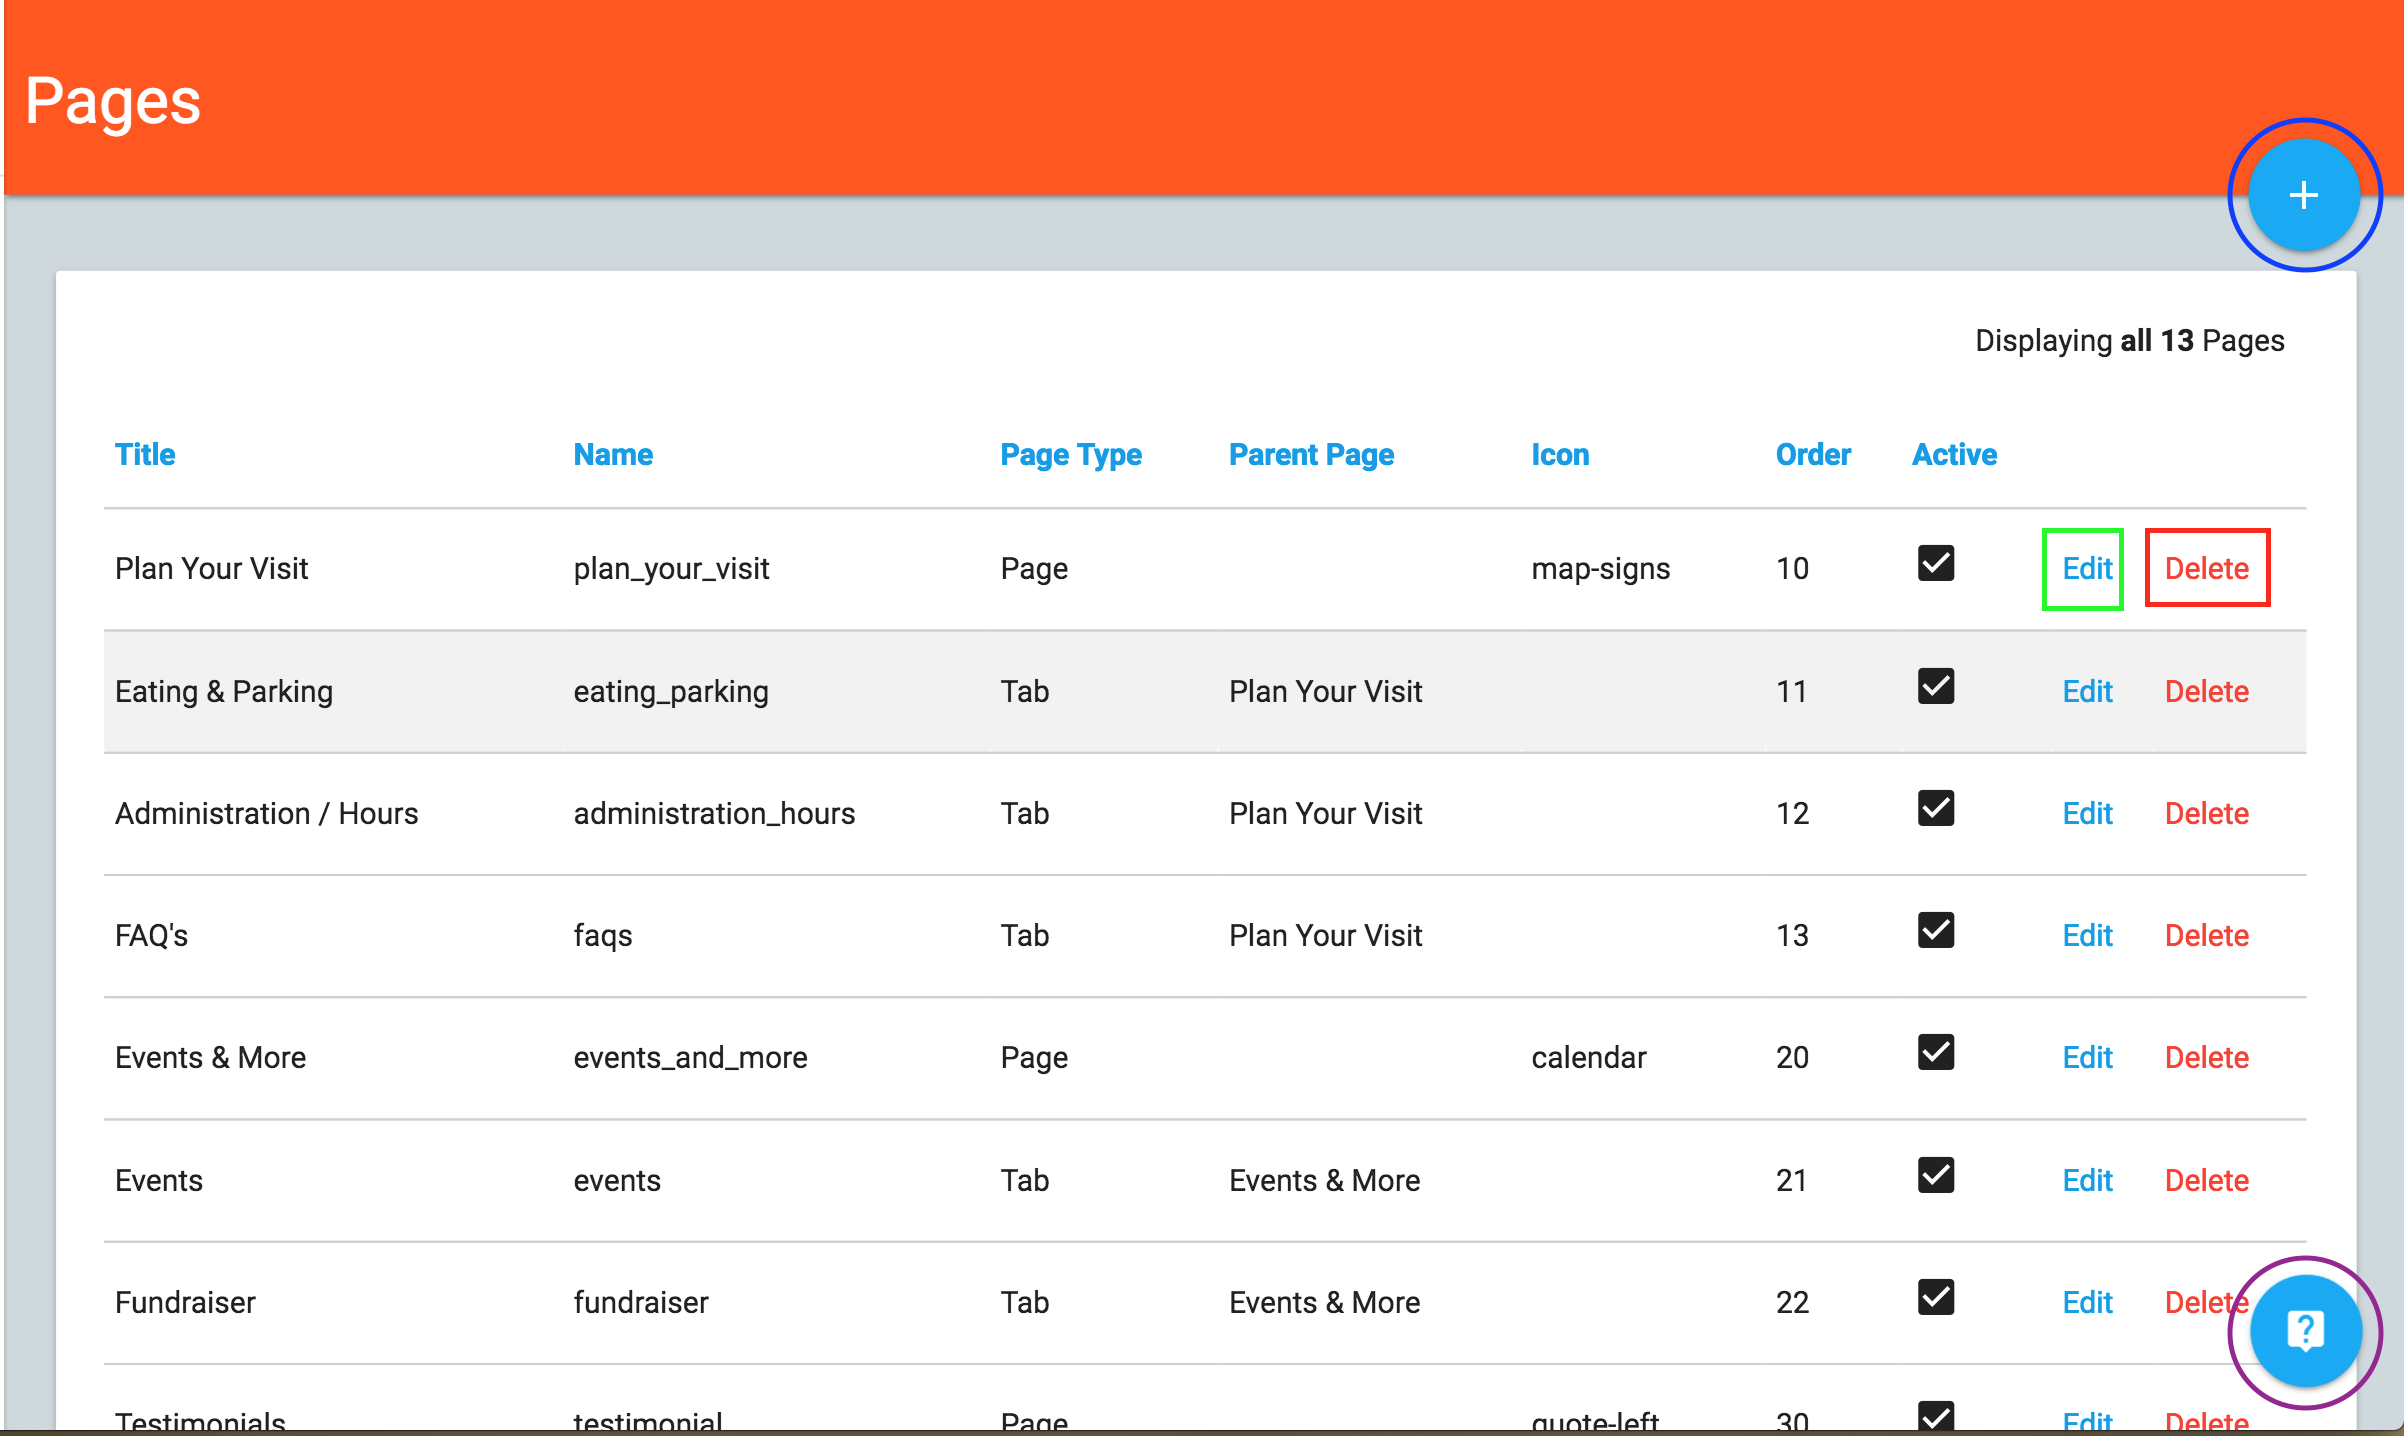 Pages
+
Displaying all 13 Pages
Title Name Page Type Parent Page Icon Order Active
Plan Your Visit plan_your_visit Page map-signs 10 Edit Delete
Eating & Parking eating_parking Tab Plan Your Visit 11 Edit Delete
Administration / Hours administration_hours Tab Plan Your Visit 12 Edit Delete
FAQ's faqs Tab Plan Your Visit 13 Edit Delete
Events & More events_and_more Page calendar 20 Edit Delete
Events events Tab Events & More 21 Edit Delete
Fundraiser fundraiser Tab Events & More 22 Edit Delete
?
Testimonials testimonial Page quote-left 30 Edit Delete